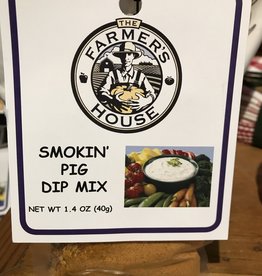 THE
FARMER'S
HOUSE
SMOKIN'
PIG
DIP MIX
NET WT 1.4 OZ (40g)